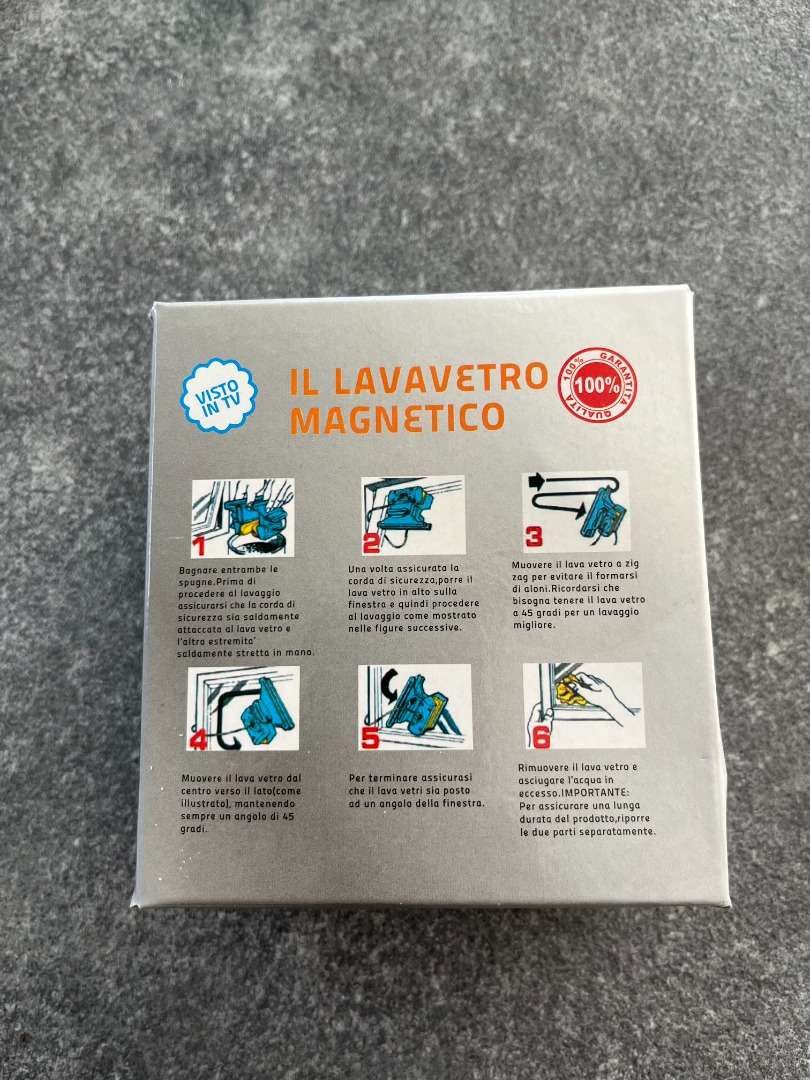 VISTO
IN TV
IL LAVAVETRO
MAGNETICO
100% GARANTITA
100%
QUALITA
1
Bagnare entrambe le
spugne.Prima di
procedere al lavaggio
assicurarsi che la corda di
sicurezza sia saldamente
attaccata al lava vetro e
l'altra estremita'
saldamente stretta in mano.
2
Una volta assicurata la
corda di sicurezza,porre il
lava vetro in alto sulla
finestra e quindi procedere
al lavaggio come mostrato
nelle figure successive.
3
Muovere il lava vetro a zig
zag per evitare il formarsi
di aloni.Ricordarsi che
bisogna tenere il lava vetro
a 45 gradi per un lavaggio
migliore.
4
Muovere il lava vetro dal
centro verso il lato(come
illustrato), mantenendo
sempre un angolo di 45
gradi.
5
Per terminare assicurasi
che il lava vetri sia posto
ad un angolo della finestra.
6
Rimuovere il lava vetro e
asciugare l'acqua in
eccesso.IMPORTANTE:
Per assicurare una lunga
durata del prodotto,riporre
le due parti separatamente.